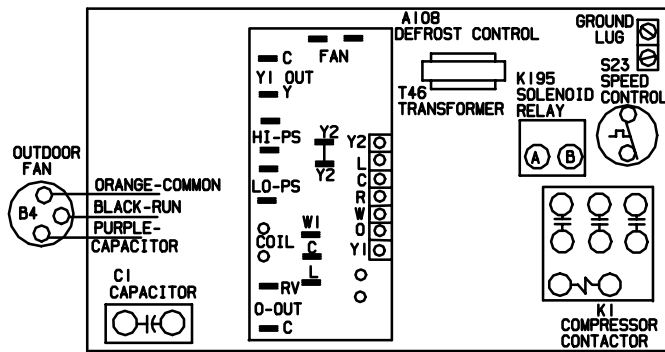 A108
DEFROST CONTROL
GROUND
LUG
FAN
C
Y1 OUT
Y
T46
TRANSFORMER
K195
SOLENOID
RELAY
S23
SPEED
CONTROL
HI-PS
Y2
Y2
LO-PS
Y2
L
C
R
W
O
Y1
A
B
OUTDOOR
FAN
B4
ORANGE-COMMON
BLACK-RUN
PURPLE-
CAPACITOR
COIL
W1
C
L
RV
O-OUT
C
C1
CAPACITOR
K1
COMPRESSOR
CONTACTOR